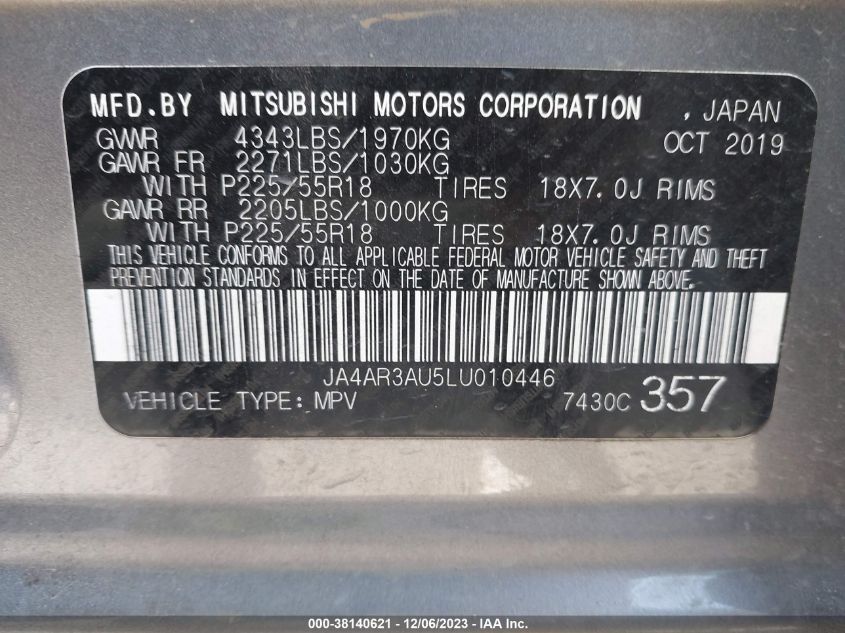 MFD.BY MITSUBISHI MOTORS CORPORATION , JAPAN
GVWR 4343LBS/1970KG OCT 2019
GAWR FR 2271LBS/1030KG
WITH P225/55R18 TIRES 18X7.0J RIMS
GAWR RR 2205LBS/1000KG
WITH P225/55R18 TIRES 18X7.0J RIMS
THIS VEHICLE CONFORMS TO ALL APPLICABLE FEDERAL MOTOR VEHICLE SAFETY AND THEFT
PREVENTION STANDARDS IN EFFECT ON THE DATE OF MANUFACTURE SHOWN ABOVE.
JA4AR3AU5LU010446
VEHICLE TYPE: MPV 7430C 357
000-38140621 - 12/06/2023 - IAA Inc.